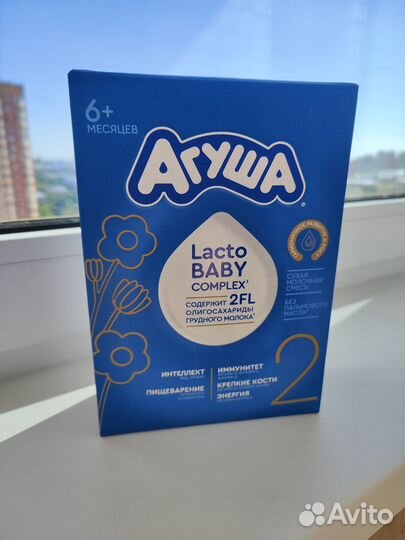 6+
МЕСЯЦЕВ
АГУША
Lacto
BABY
COMPLEX
СОДЕРЖИТ 2FL
ОЛИГОСАХАРИДЫ
ГРУДНОГО МОЛОКА
СУХАЯ
МОЛОЧНАЯ
СМЕСЬ
БЕЗ
ПАЛЬМОВОГО
МАСЛА
ИНТЕЛЛЕКТ
ПИЩЕВАРЕНИЕ
ИММУНИТЕТ
КРЕПКИЕ КОСТИ
ЭНЕРГИЯ
2
Avito